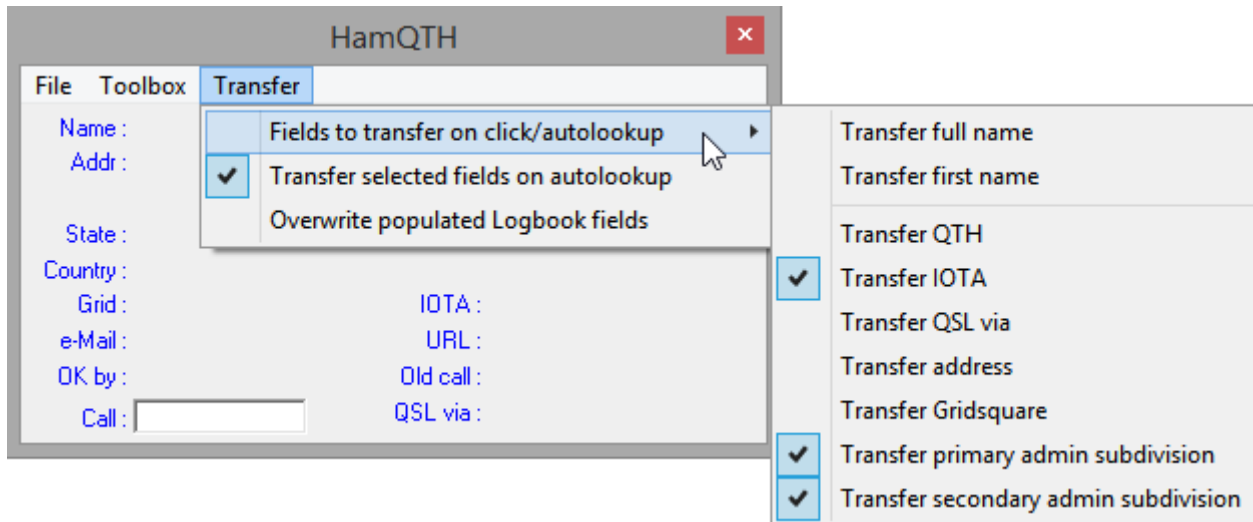 HamQTH
File Toolbox Transfer
Name :
Addr :
State :
Country :
Grid :
IOTA :
e-Mail :
URL :
OK by :
Old call :
Call :
QSL via :
Fields to transfer on click/autolookup
Transfer selected fields on autolookup
Overwrite populated Logbook fields
Transfer full name
Transfer first name
Transfer QTH
Transfer IOTA
Transfer QSL via
Transfer address
Transfer Gridsquare
Transfer primary admin subdivision
Transfer secondary admin subdivision